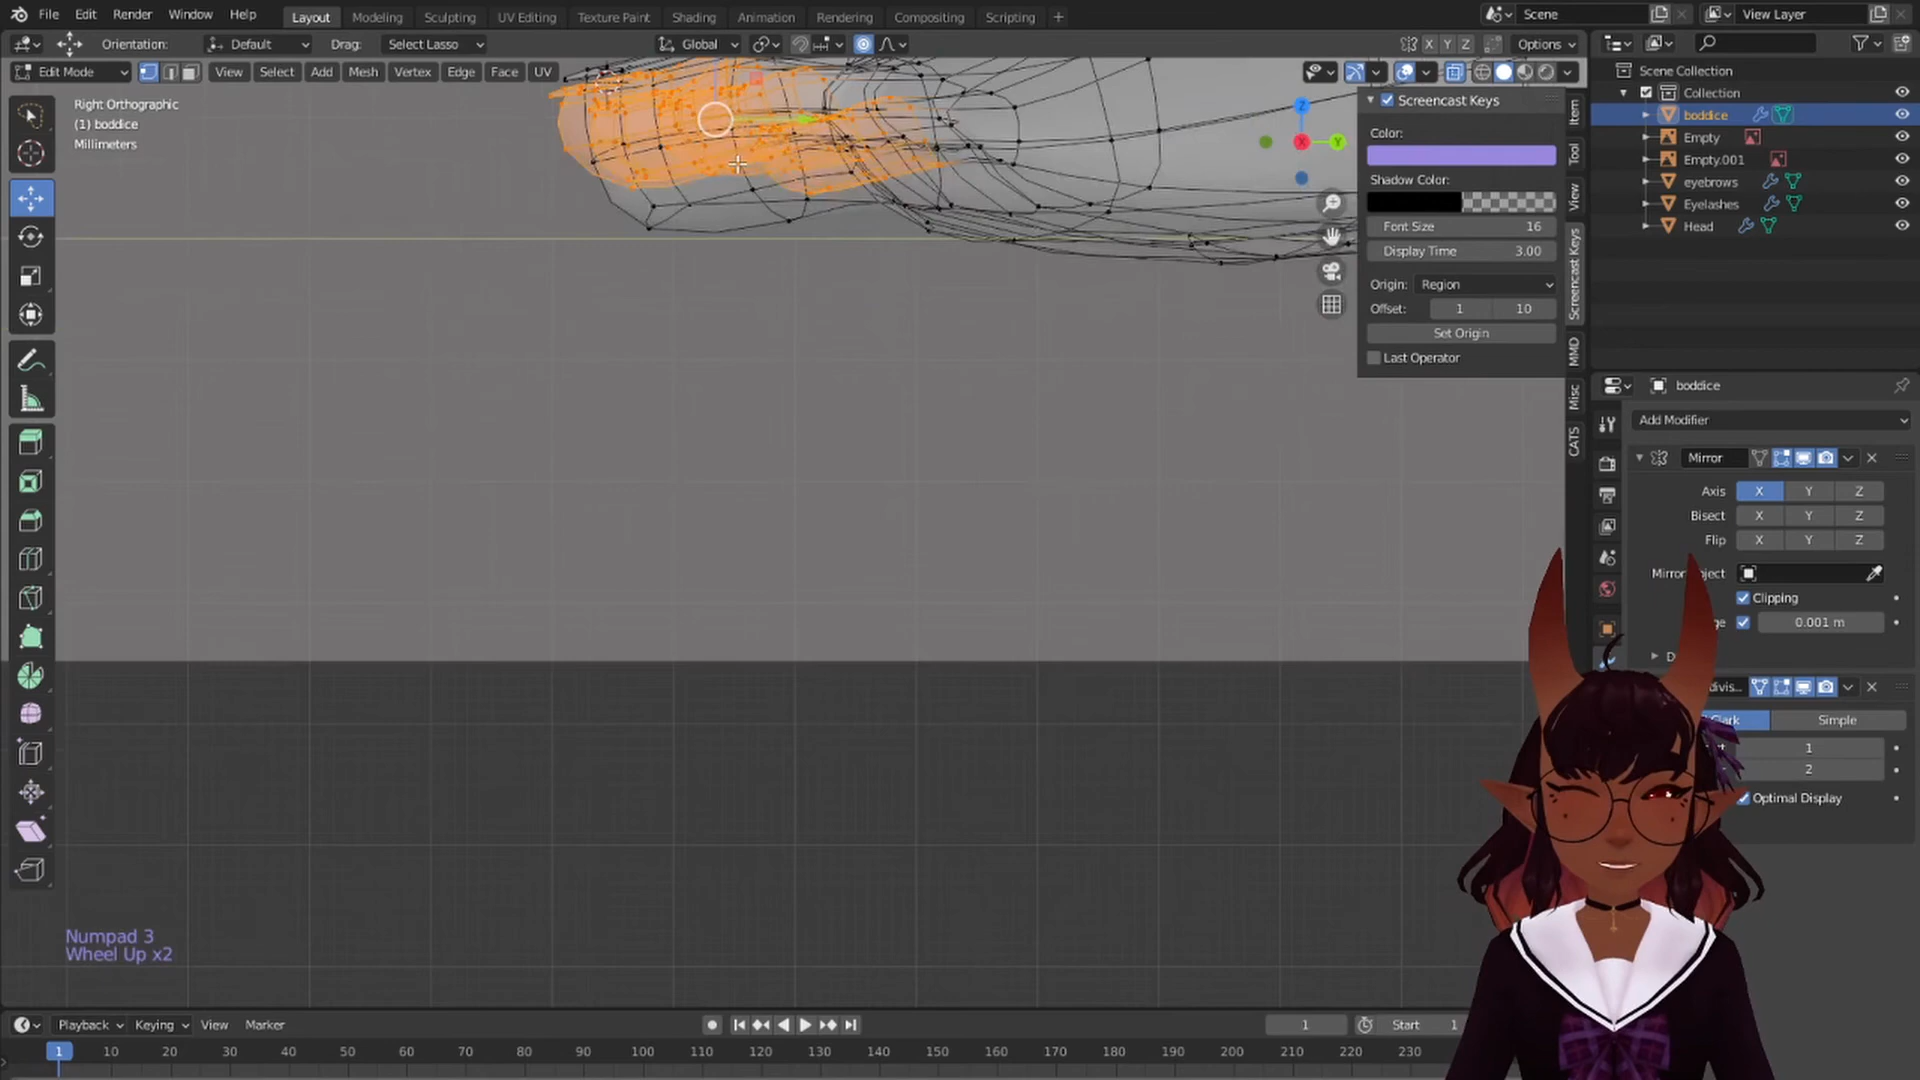 File Edit Render Window Help Layout Modeling Sculpting UV Editing Texture Paint Shading Animation Rendering Compositing Scripting + Scene View Layer
Orientation: Default Drag: Select Lasso Global X Y Z Options
Edit Mode View Select Add Mesh Vertex Edge Face UV
Scene Collection
Collection
boddice
Empty
Empty.001
eyebrows
Eyelashes
Head
Right Orthographic
(1) boddice
Millimeters
Z
X
Y
Screencast Keys
Color:
Shadow Color:
Font Size 16
Display Time 3.00
Origin: Region
Offset: 1 10
Set Origin
Last Operator
Item
Tool
View
Screencast Keys
MMD
Misc
CATS
boddice
Add Modifier
Mirror
Axis X Y Z
Bisect X Y Z
Flip X Y Z
Clipping
0.001 m
Simple
1
2
Optimal Display
Numpad 3
Wheel Up x2
Playback Keying View Marker 1 Start 1
1 10 20 30 40 50 60 70 80 90 100 110 120 130 140 150 160 170 180 190 200 210 220 230